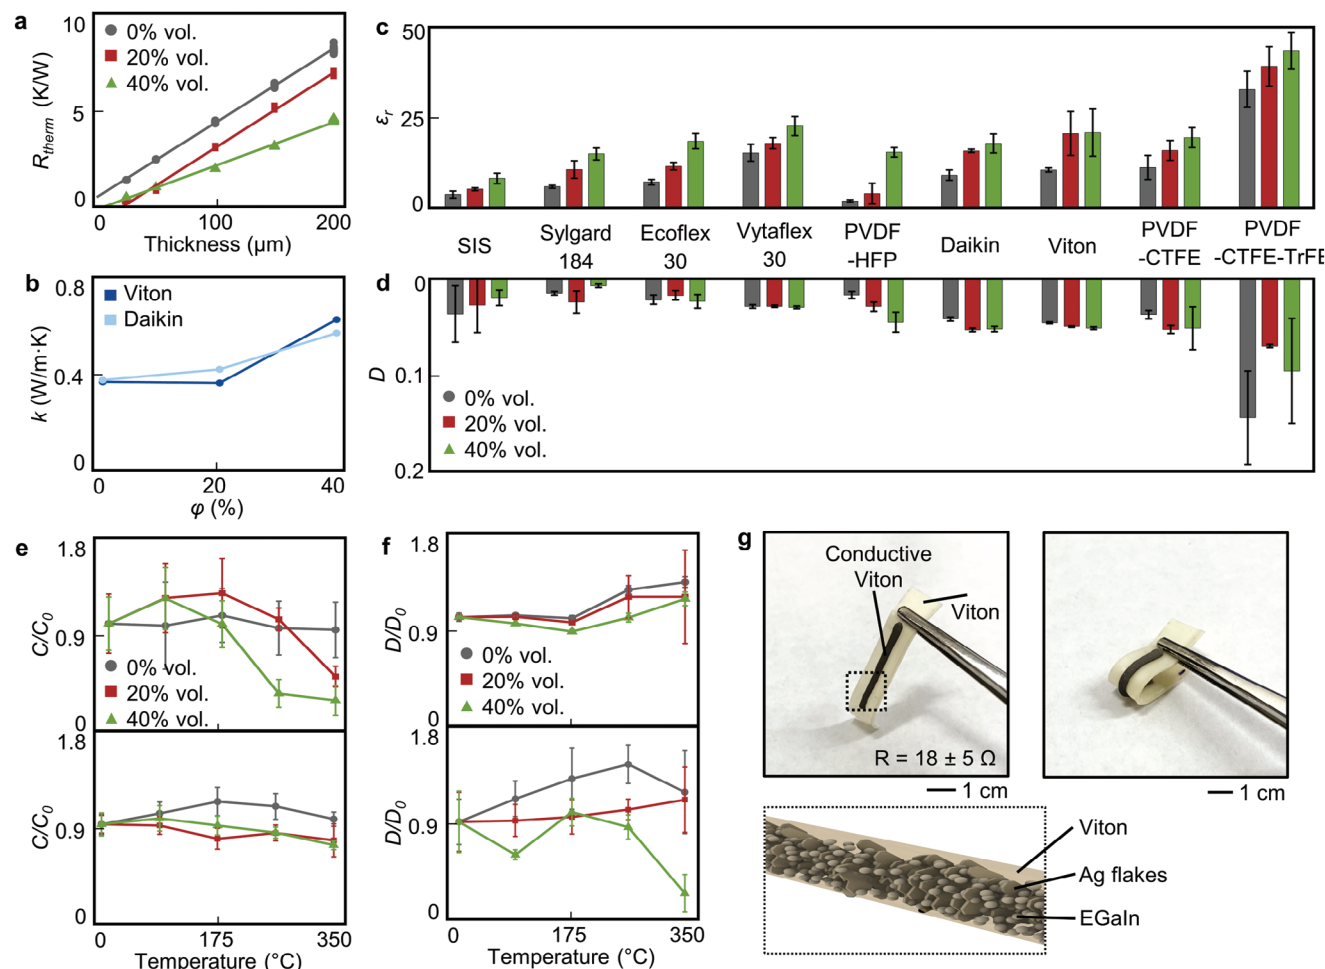 a
10
5
0
R_therm (K/W)
0% vol.
20% vol.
40% vol.
0 100 200
Thickness (µm)
b
0.8
0.4
0
k (W/m·K)
Viton
Daikin
0 20 40
φ (%)
c
50
25
0
ε_r
SIS
Sylgard
184
Ecoflex
30
Vytaflex
30
PVDF
-HFP
Daikin
Viton
PVDF
-CTFE
PVDF
-CTFE-TrFE
d
0
0.1
0.2
D
0% vol.
20% vol.
40% vol.
e
1.8
0.9
0
C/C₀
0% vol.
20% vol.
40% vol.
1.8
0.9
0
C/C₀
0 175 350
Temperature (°C)
f
1.8
0.9
0
D/D₀
0% vol.
20% vol.
40% vol.
1.8
0.9
0
D/D₀
0 175 350
Temperature (°C)
g
Conductive
Viton
Viton
R = 18 ± 5 Ω
1 cm
1 cm
Viton
Ag flakes
EGaIn